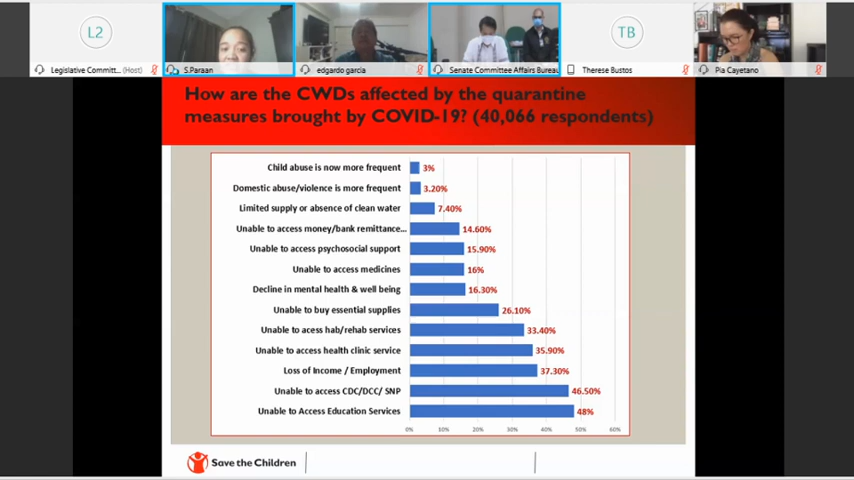 L2
TB
Legislative Committ... (Host)
S.Paraan
edgardo garcia
Senate Committee Affairs Bureau
Therese Bustos
Pia Cayetano
How are the CWDs affected by the quarantine
measures brought by COVID-19? (40,066 respondents)
Child abuse is now more frequent 3%
Domestic abuse/violence is more frequent 3.20%
Limited supply or absence of clean water 7.40%
Unable to access money/bank remittance... 14.60%
Unable to access psychosocial support 15.90%
Unable to access medicines 16%
Decline in mental health & well being 16.30%
Unable to buy essential supplies 26.10%
Unable to acess hab/rehab services 33.40%
Unable to access health clinic service 35.90%
Loss of Income / Employment 37.30%
Unable to access CDC/DCC/ SNP 46.50%
Unable to Access Education Services 48%
0% 10% 20% 30% 40% 50% 60%
Save the Children